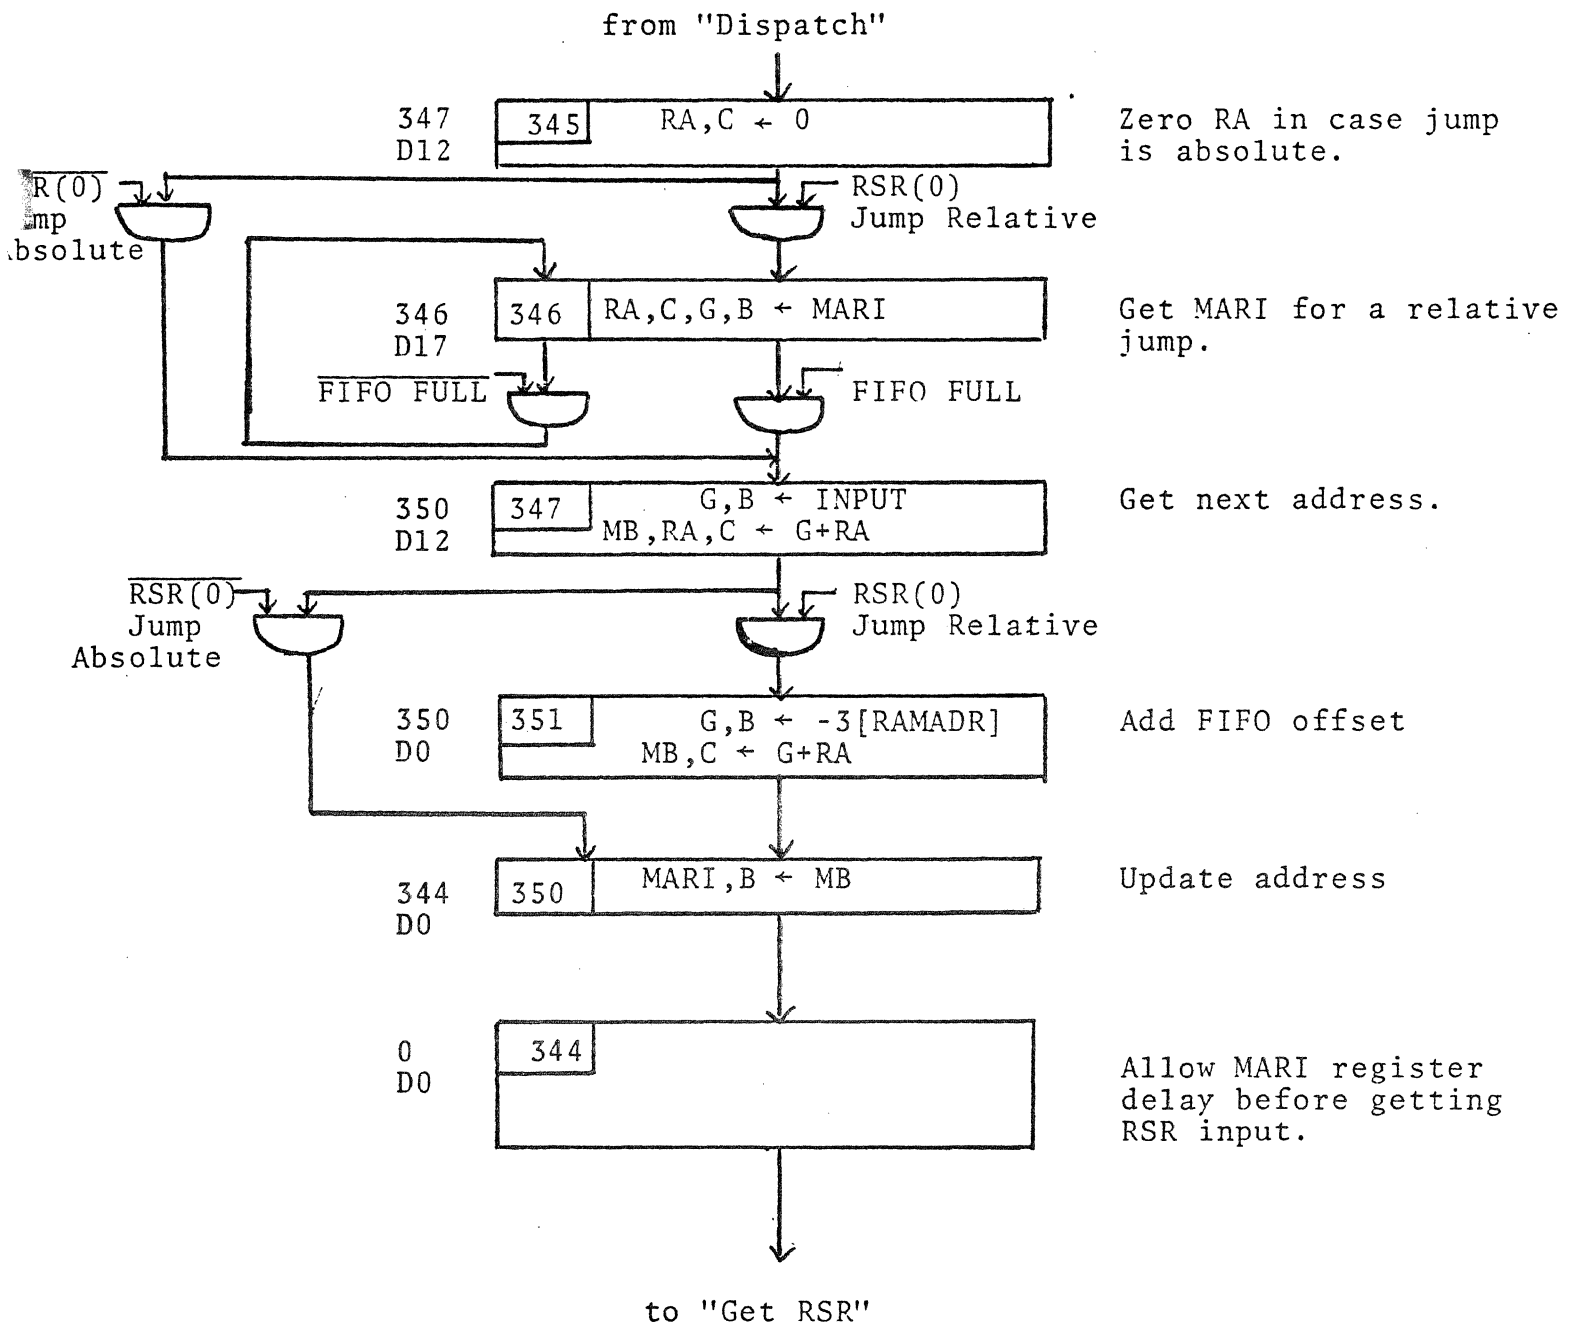 from "Dispatch"
347
D12
345
RA,C ← 0
Zero RA in case jump
is absolute.
R(0)
mp
bsolute
RSR(0)
Jump Relative
346
D17
346
RA,C,G,B ← MARI
Get MARI for a relative
jump.
FIFO FULL
FIFO FULL
350
D12
347
G,B ← INPUT
MB,RA,C ← G+RA
Get next address.
RSR(0)
Jump
Absolute
RSR(0)
Jump Relative
350
D0
351
G,B ← -3[RAMADR]
MB,C ← G+RA
Add FIFO offset
344
D0
350
MARI,B ← MB
Update address
0
D0
344
Allow MARI register
delay before getting
RSR input.
to "Get RSR"